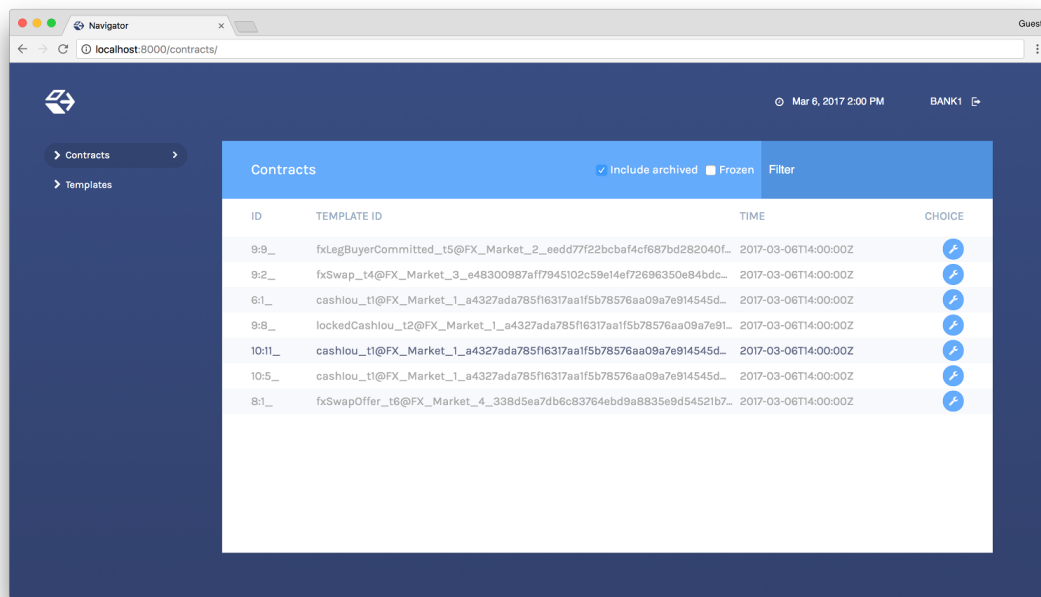 Navigator
Guest
localhost:8000/contracts/
Mar 6, 2017 2:00 PM BANK1
Contracts
Templates
Contracts Include archived Frozen Filter
ID TEMPLATE ID TIME CHOICE
9:9_ fxLegBuyerCommitted_t5@FX_Market_2_eedd77f22bcbaf4cf687bd282040f... 2017-03-06T14:00:00Z
9:2_ fxSwap_t4@FX_Market_3_e48300987aff7945102c59e14ef72696350e84bdc... 2017-03-06T14:00:00Z
6:1_ cashIou_t1@FX_Market_1_a4327ada785f16317aa1f5b78576aa09a7e914545d... 2017-03-06T14:00:00Z
9:8_ lockedCashIou_t2@FX_Market_1_a4327ada785f16317aa1f5b78576aa09a7e91... 2017-03-06T14:00:00Z
10:11_ cashIou_t1@FX_Market_1_a4327ada785f16317aa1f5b78576aa09a7e914545d... 2017-03-06T14:00:00Z
10:5_ cashIou_t1@FX_Market_1_a4327ada785f16317aa1f5b78576aa09a7e914545d... 2017-03-06T14:00:00Z
8:1_ fxSwapOffer_t6@FX_Market_4_338d5ea7db6c83764ebd9a8835e9d54521b7... 2017-03-06T14:00:00Z